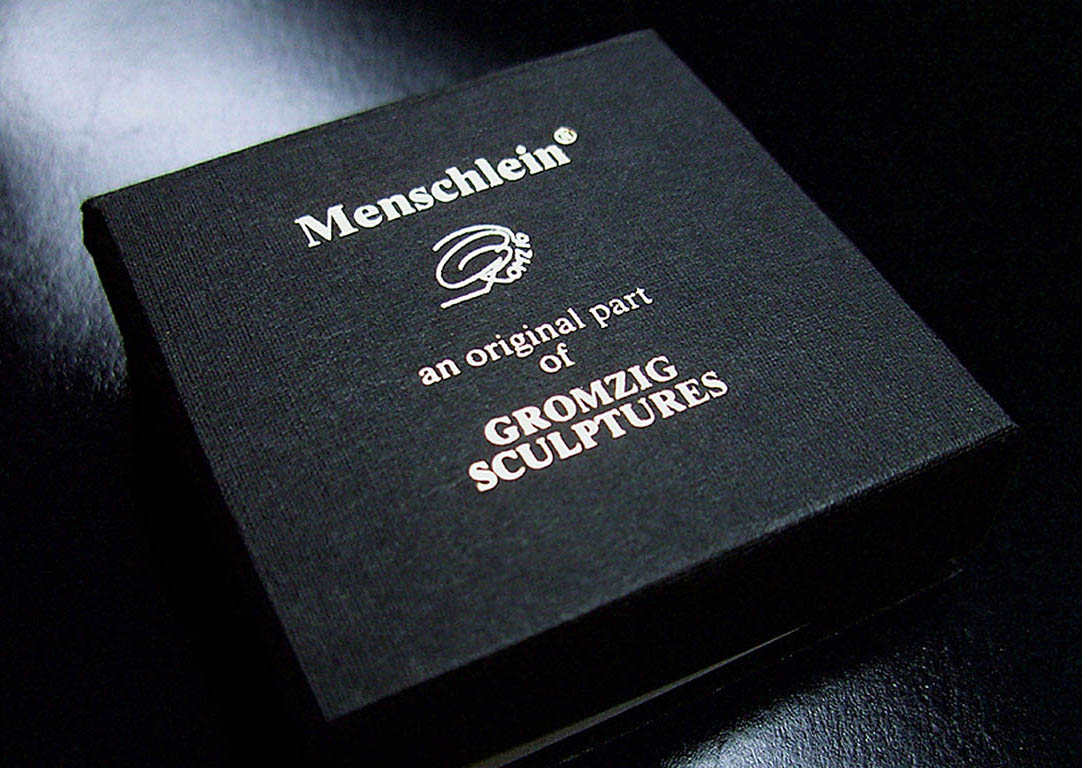 Menschlein®
an original part
of
GROMZIG
SCULPTURES